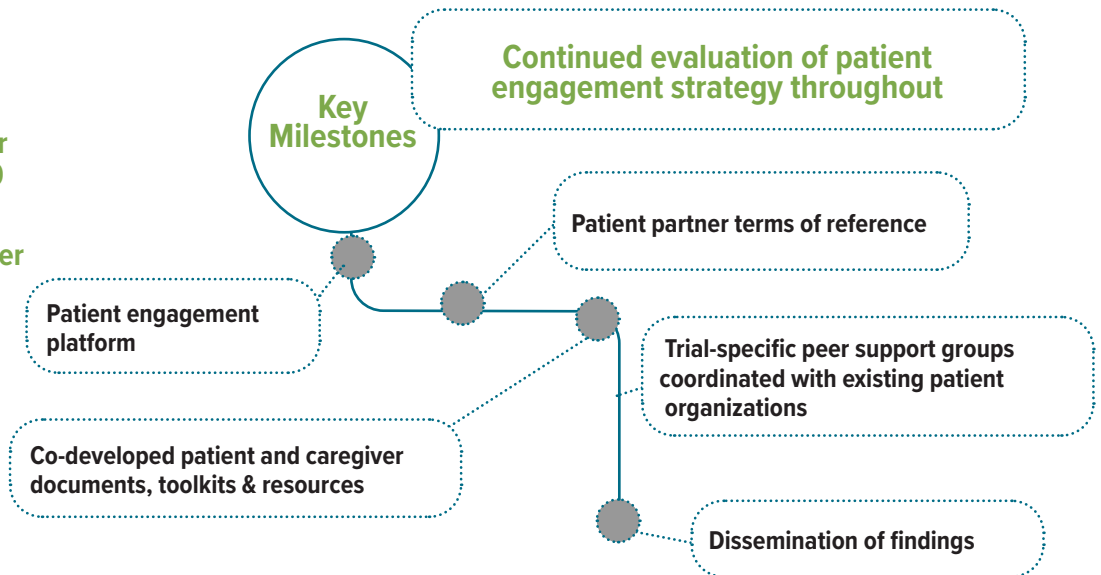 Continued evaluation of patient
engagement strategy throughout
Key
Milestones
r
er
Patient partner terms of reference
Patient engagement
platform
Trial-specific peer support groups
coordinated with existing patient
organizations
Co-developed patient and caregiver
documents, toolkits & resources
Dissemination of findings